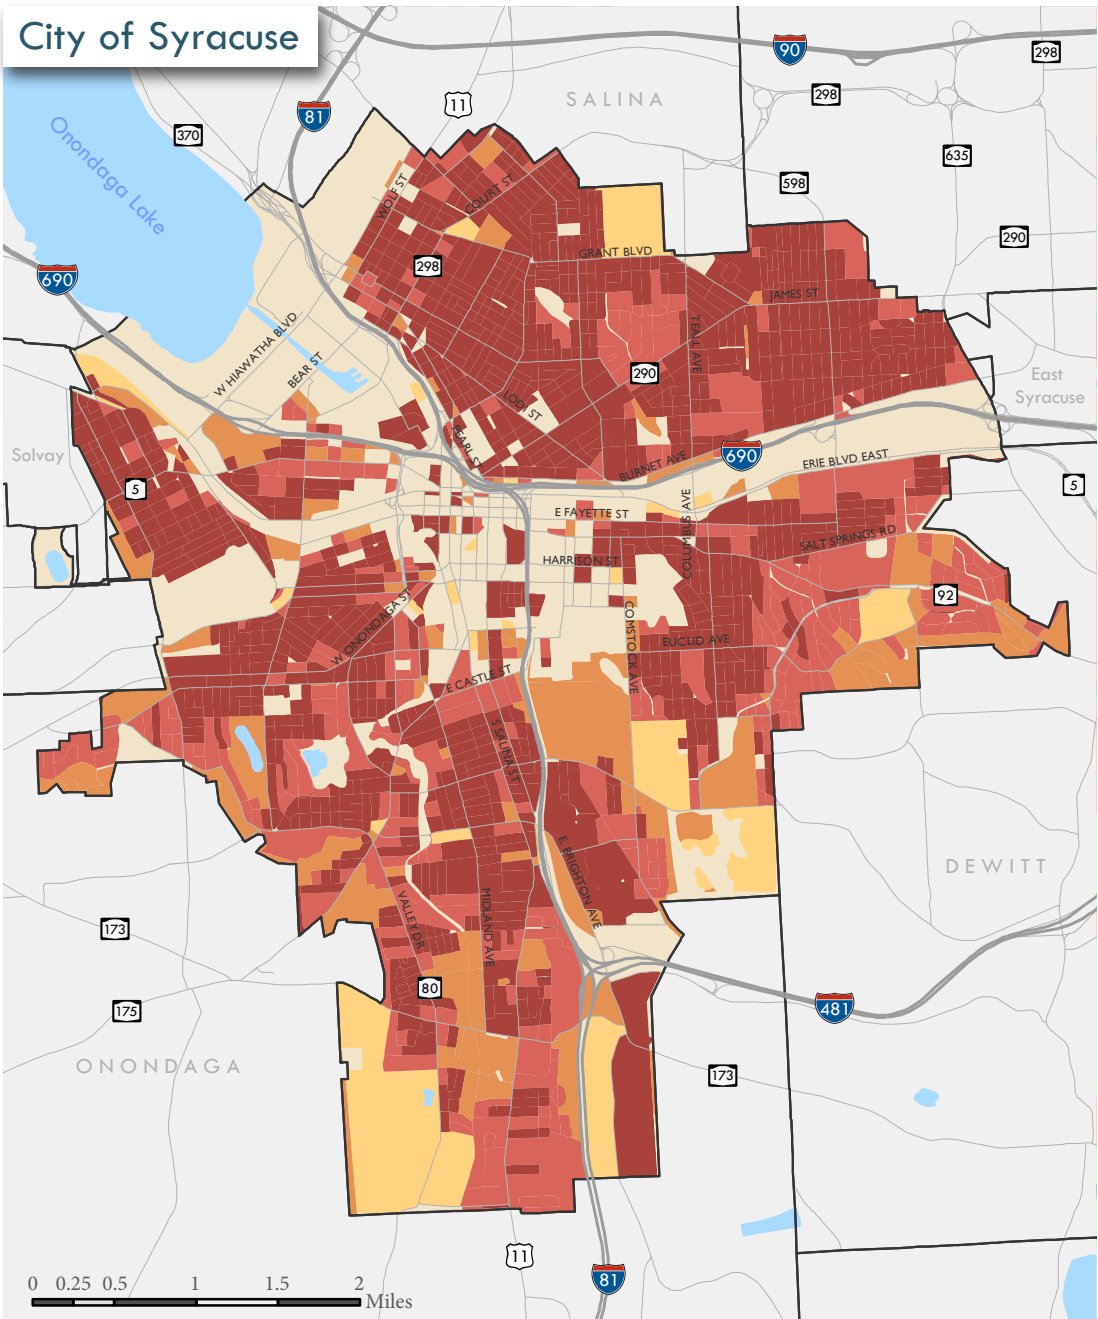 City of Syracuse
90
298
11
298
SALINA
81
370
Onondaga Lake
635
598
WOLF ST
COURT ST
290
GRANT BLVD
298
690
JAMES ST
W HIAWATHA BLVD
TEALL AVE
BEAR ST
290
East
Syracuse
LODI ST
PEARL ST
Solvay
690
BURNET AVE
ERIE BLVD EAST
5
5
E FAYETTE ST
COLUMBUS AVE
SALT SPRINGS RD
HARRISON ST
92
W ONONDAGA ST
COMSTOCK AVE
EUCLID AVE
E CASTLE ST
S SALINA ST
E BRIGHTON AVE
DEWITT
VALLEY DR
MIDLAND AVE
173
80
175
481
ONONDAGA
173
11
81
0 0.25 0.5 1 1.5 2
Miles